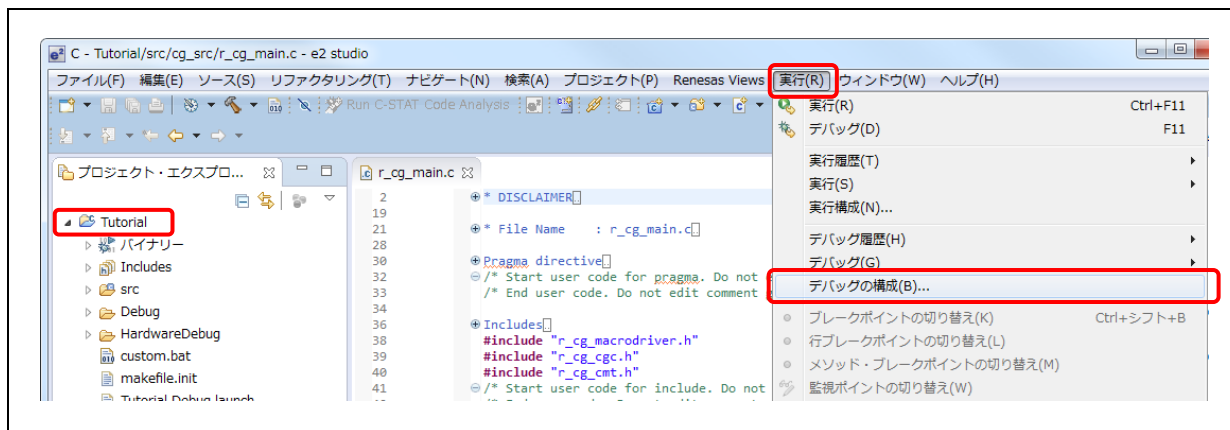 C - Tutorial/src/cg_src/r_cg_main.c - e2 studio
ファイル(F) 編集(E) ソース(S) リファクタリング(T) ナビゲート(N) 検索(A) プロジェクト(P) Renesas Views 実行(R) ウィンドウ(W) ヘルプ(H)
Run C-STAT Code Analysis
実行(R) Ctrl+F11
デバッグ(D) F11
実行履歴(T)
実行(S)
実行構成(N)...
デバッグ履歴(H)
デバッグ(G)
デバッグの構成(B)...
ブレークポイントの切り替え(K) Ctrl+シフト+B
行ブレークポイントの切り替え(L)
メソッド・ブレークポイントの切り替え(M)
監視ポイントの切り替え(W)
プロジェクト・エクスプロ...
Tutorial
バイナリー
Includes
src
Debug
HardwareDebug
custom.bat
makefile.init
Tutorial Debug.launch
r_cg_main.c
2 * DISCLAIMER
19
21 * File Name : r_cg_main.c
28
30 Pragma directive
32 /* Start user code for pragma. Do not
33 /* End user code. Do not edit comment
34
36 Includes
38 #include "r_cg_macrodriver.h"
39 #include "r_cg_cgc.h"
40 #include "r_cg_cmt.h"
41 /* Start user code for include. Do not